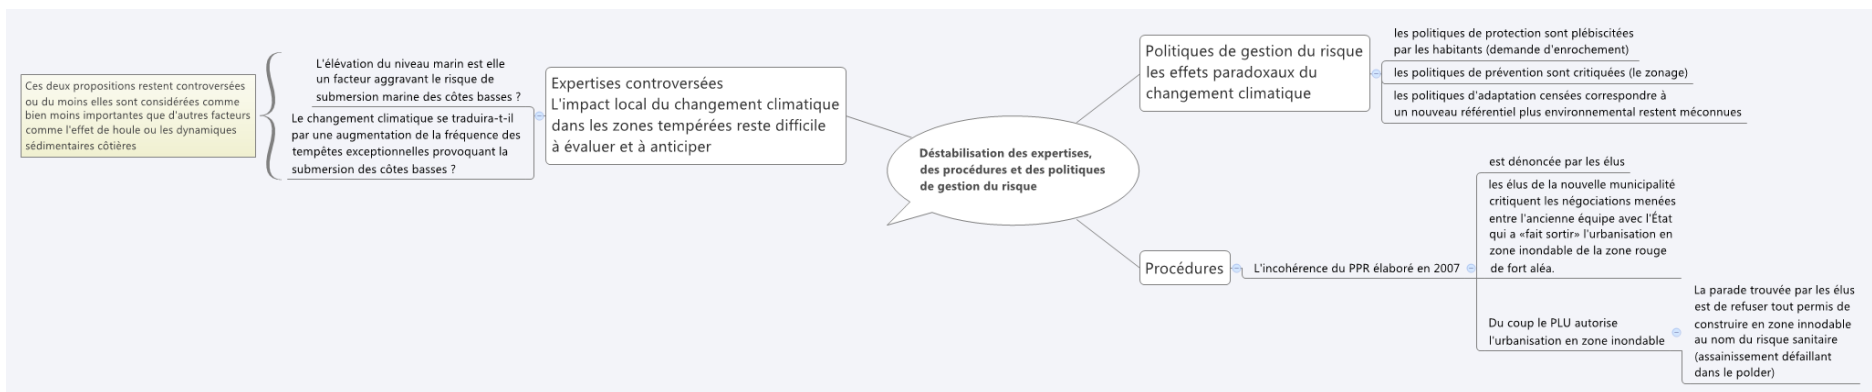 Ces deux propositions restent controversées
ou du moins elles sont considérées comme
bien moins importantes que d'autres facteurs
comme l'effet de houle ou les dynamiques
sédimentaires côtières
L'élévation du niveau marin est elle
un facteur aggravant le risque de
submersion marine des côtes basses ?
Le changement climatique se traduira-t-il
par une augmentation de la fréquence des
tempêtes exceptionnelles provoquant la
submersion des côtes basses ?
Expertises controversées
L'impact local du changement climatique
dans les zones tempérées reste difficile
à évaluer et à anticiper
Déstabilisation des expertises,
des procédures et des politiques
de gestion du risque
Politiques de gestion du risque
les effets paradoxaux du
changement climatique
les politiques de protection sont plébiscitées
par les habitants (demande d'enrochement)
les politiques de prévention sont critiquées (le zonage)
les politiques d'adaptation censées correspondre à
un nouveau référentiel plus environnemental restent méconnues
Procédures
L'incohérence du PPR élaboré en 2007
est dénoncée par les élus
les élus de la nouvelle municipalité
critiquent les négociations menées
entre l'ancienne équipe avec l'État
qui a «fait sortir» l'urbanisation en
zone inondable de la zone rouge
de fort aléa.
Du coup le PLU autorise
l'urbanisation en zone inondable
La parade trouvée par les élus
est de refuser tout permis de
construire en zone innodable
au nom du risque sanitaire
(assainissement défaillant
dans le polder)